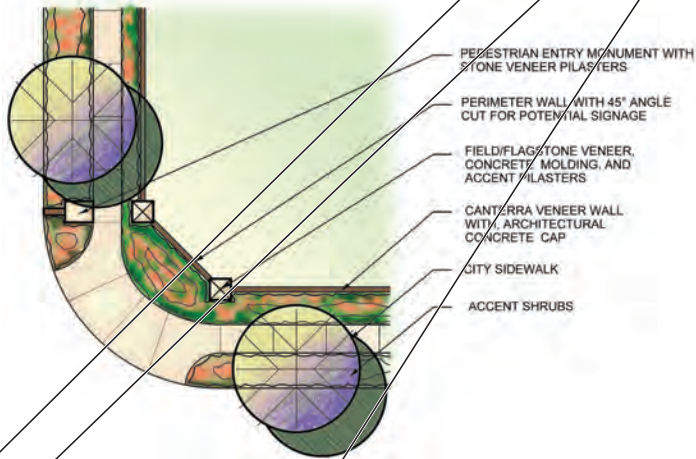 PEDESTRIAN ENTRY MONUMENT WITH
STONE VENEER PILASTERS
PERIMETER WALL WITH 45° ANGLE
CUT FOR POTENTIAL SIGNAGE
FIELD/FLAGSTONE VENEER,
CONCRETE MOLDING, AND
ACCENT PILASTERS
CANTERRA VENEER WALL
WITH, ARCHITECTURAL
CONCRETE CAP
CITY SIDEWALK
ACCENT SHRUBS